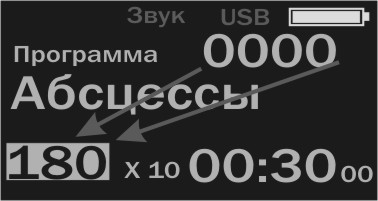 Звук USB
Программа 0000
Абсцессы
180 X 10 00:30 00